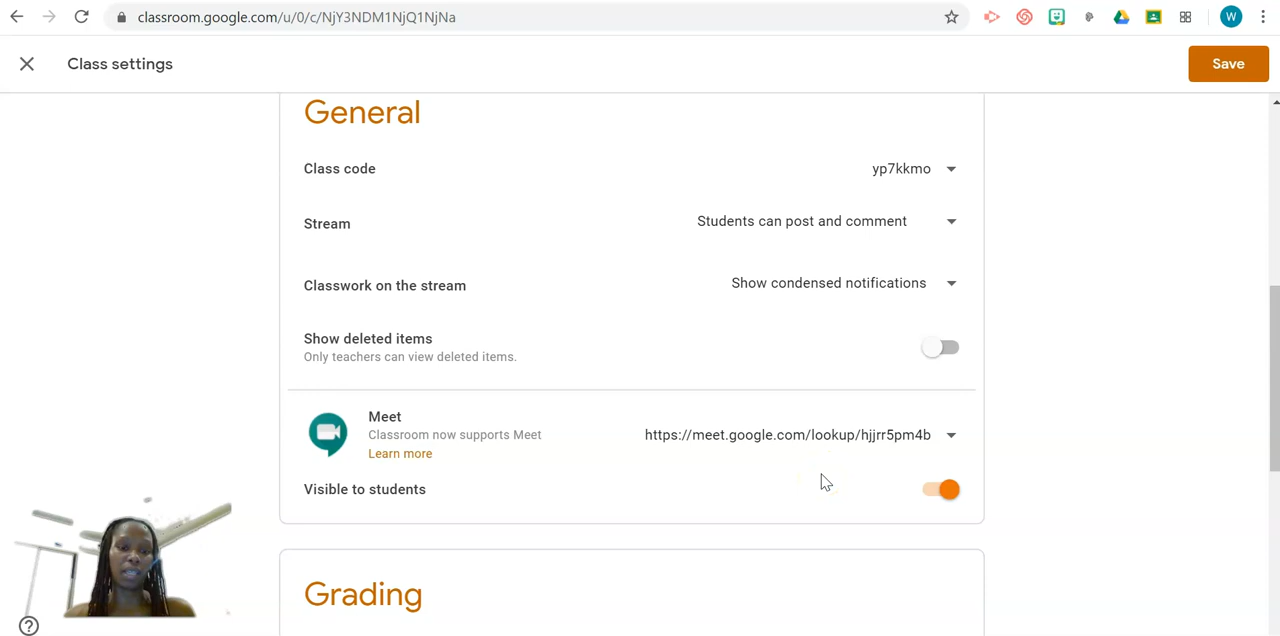 classroom.google.com/u/0/c/NjY3NDM1NjQ1NjNa
W
Class settings
Save
General
Class code
yp7kkmo
Stream
Students can post and comment
Classwork on the stream
Show condensed notifications
Show deleted items
Only teachers can view deleted items.
Meet
Classroom now supports Meet
https://meet.google.com/lookup/hjjrr5pm4b
Learn more
Visible to students
Grading